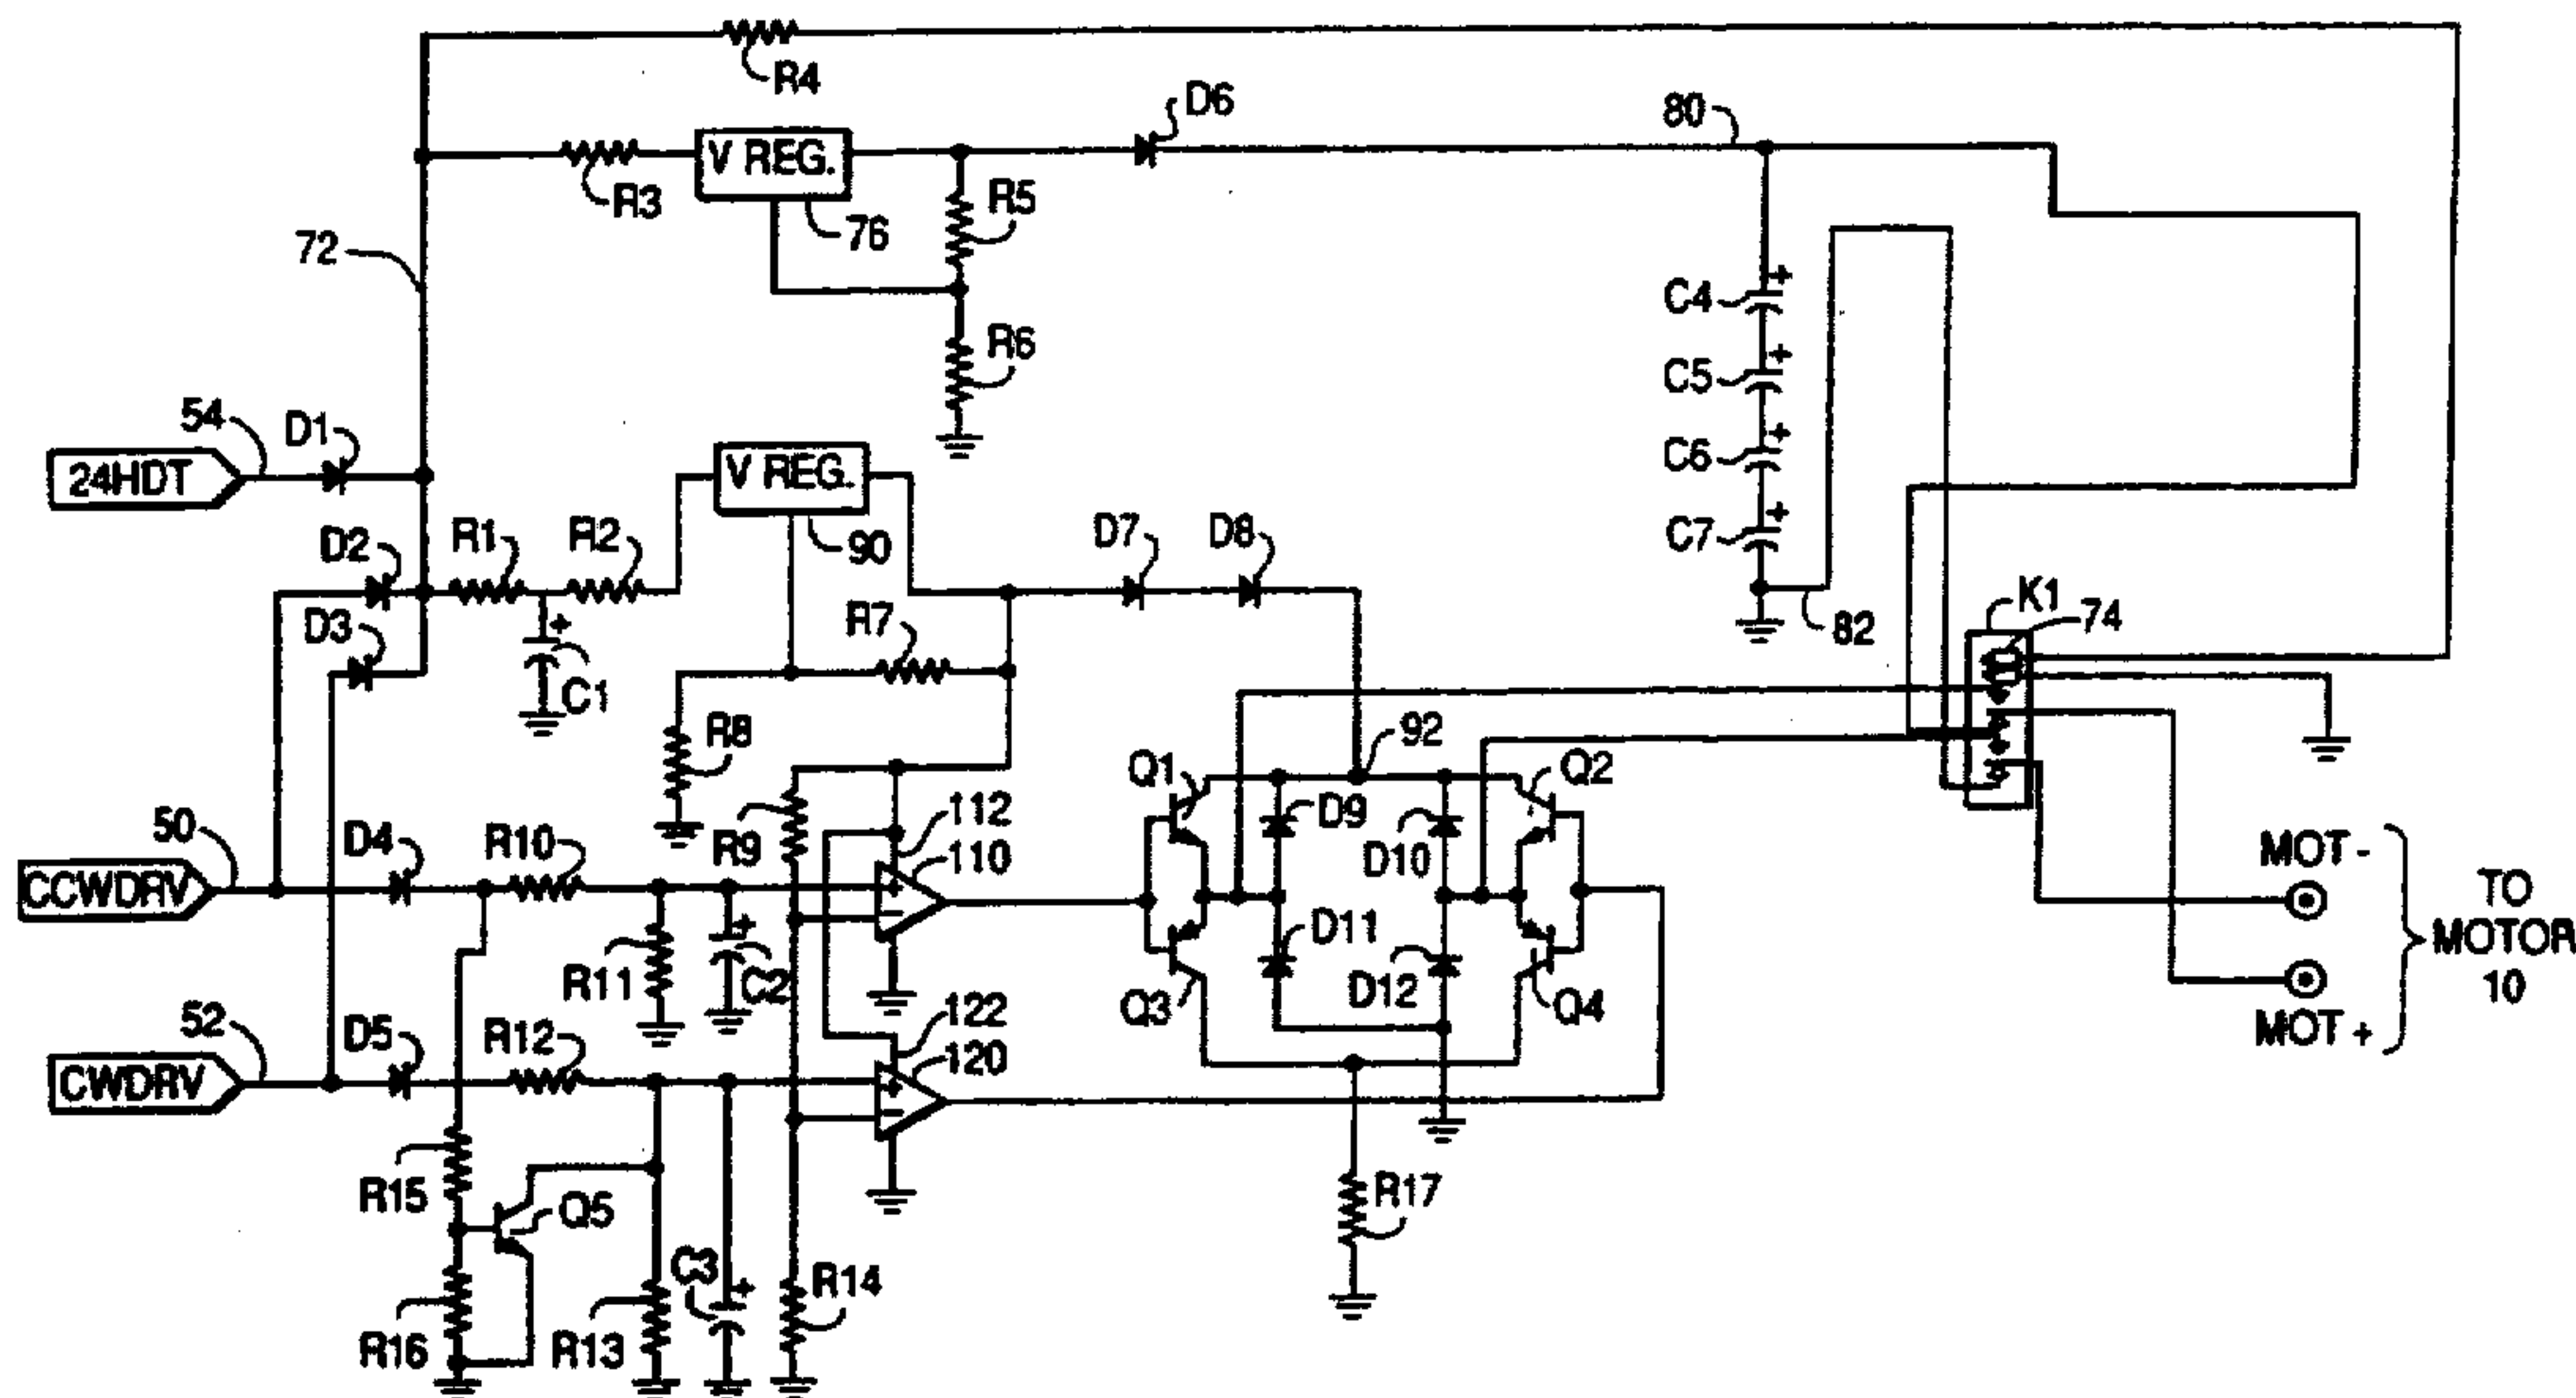 R4
D6
80
V REG.
R3
76
R5
72
R6
C4
C5
C6
C7
54
D1
24HDT
V REG.
90
D2
R1
R2
D7
D8
D3
R7
C1
82
K1
74
R8
92
Q1
Q2
50
D4
R10
R9
112
110
D9
D10
CCWDRV
MOT -
TO
MOTOR
10
MOT +
R11
C2
D11
D12
Q3
Q4
52
D5
R12
122
120
CWDRV
R15
Q5
R17
C3
R14
R16
R13